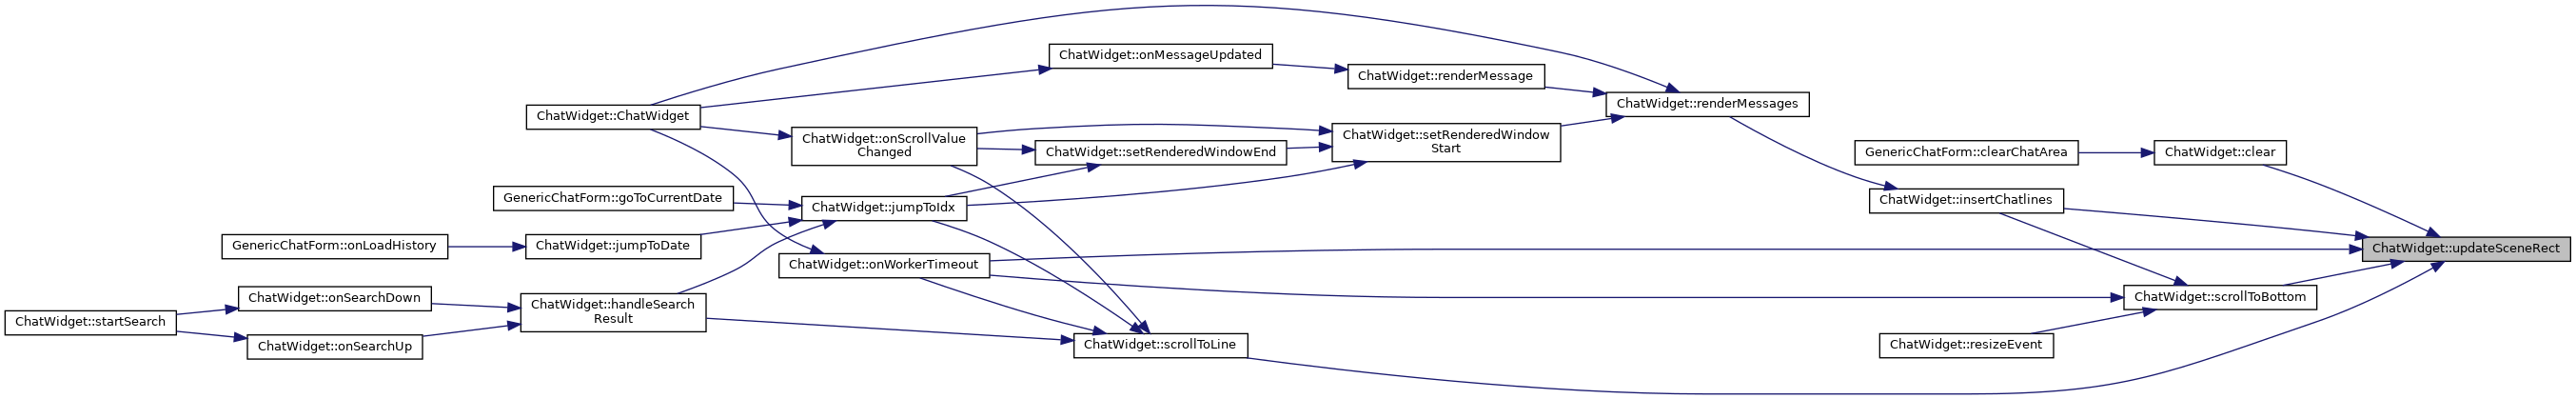 ChatWidget::onMessageUpdated
ChatWidget::renderMessage
ChatWidget::renderMessages
ChatWidget::ChatWidget
ChatWidget::onScrollValue
Changed
ChatWidget::setRenderedWindow
Start
ChatWidget::setRenderedWindowEnd
GenericChatForm::clearChatArea
ChatWidget::clear
GenericChatForm::goToCurrentDate
ChatWidget::jumpToIdx
ChatWidget::insertChatlines
GenericChatForm::onLoadHistory
ChatWidget::jumpToDate
ChatWidget::updateSceneRect
ChatWidget::onWorkerTimeout
ChatWidget::onSearchDown
ChatWidget::handleSearch
Result
ChatWidget::scrollToBottom
ChatWidget::startSearch
ChatWidget::onSearchUp
ChatWidget::scrollToLine
ChatWidget::resizeEvent